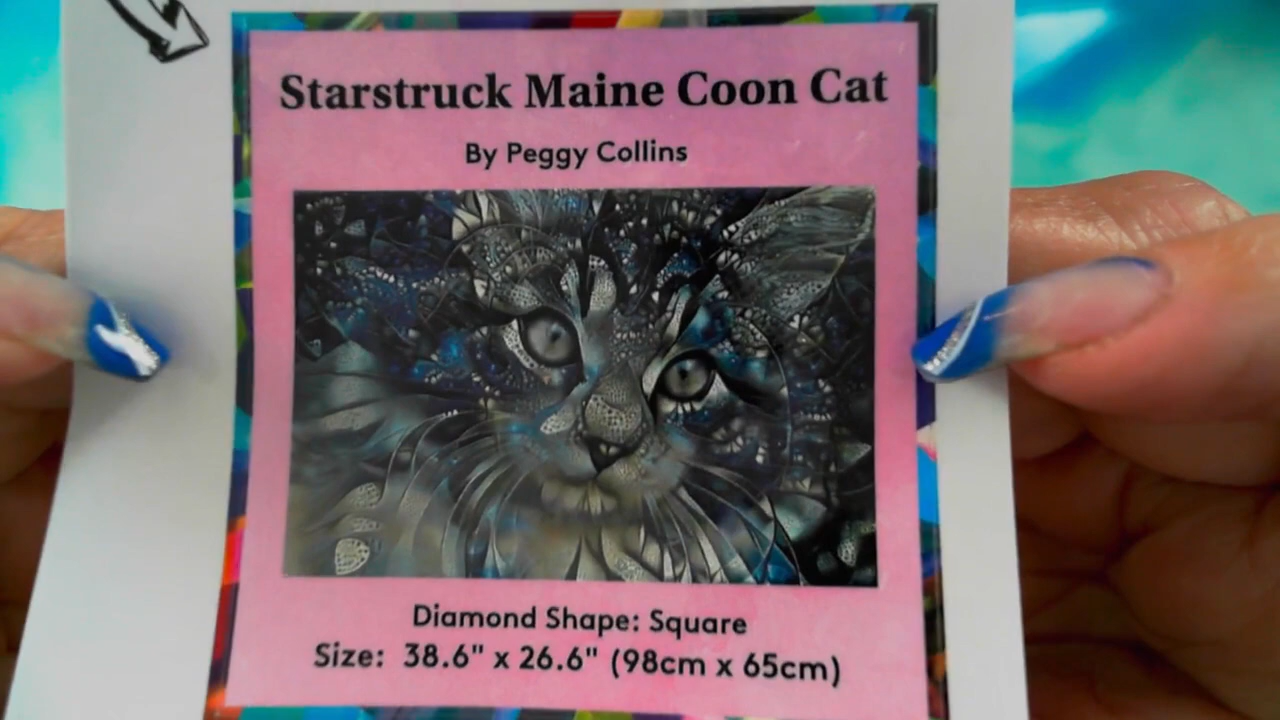 Starstruck Maine Coon Cat
By Peggy Collins
Diamond Shape: Square
Size: 38.6" x 26.6" (98cm x 65cm)